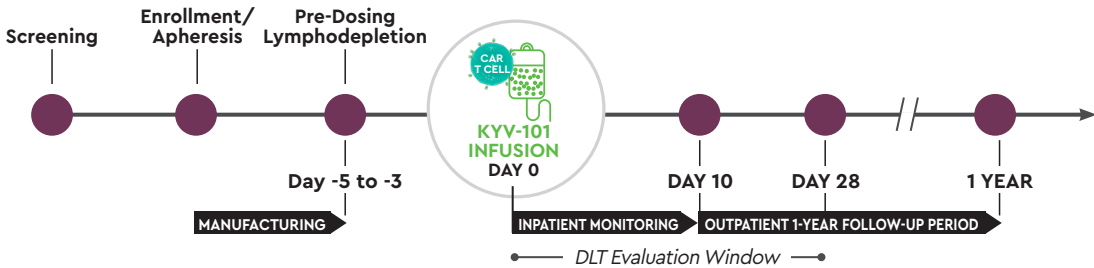 Screening
Enrollment/
Apheresis
Pre-Dosing
Lymphodepletion
CAR
T CELL
KYV-101
INFUSION
DAY 0
Day -5 to -3
DAY 10
DAY 28
1 YEAR
MANUFACTURING
INPATIENT MONITORING
OUTPATIENT 1-YEAR FOLLOW-UP PERIOD
DLT Evaluation Window